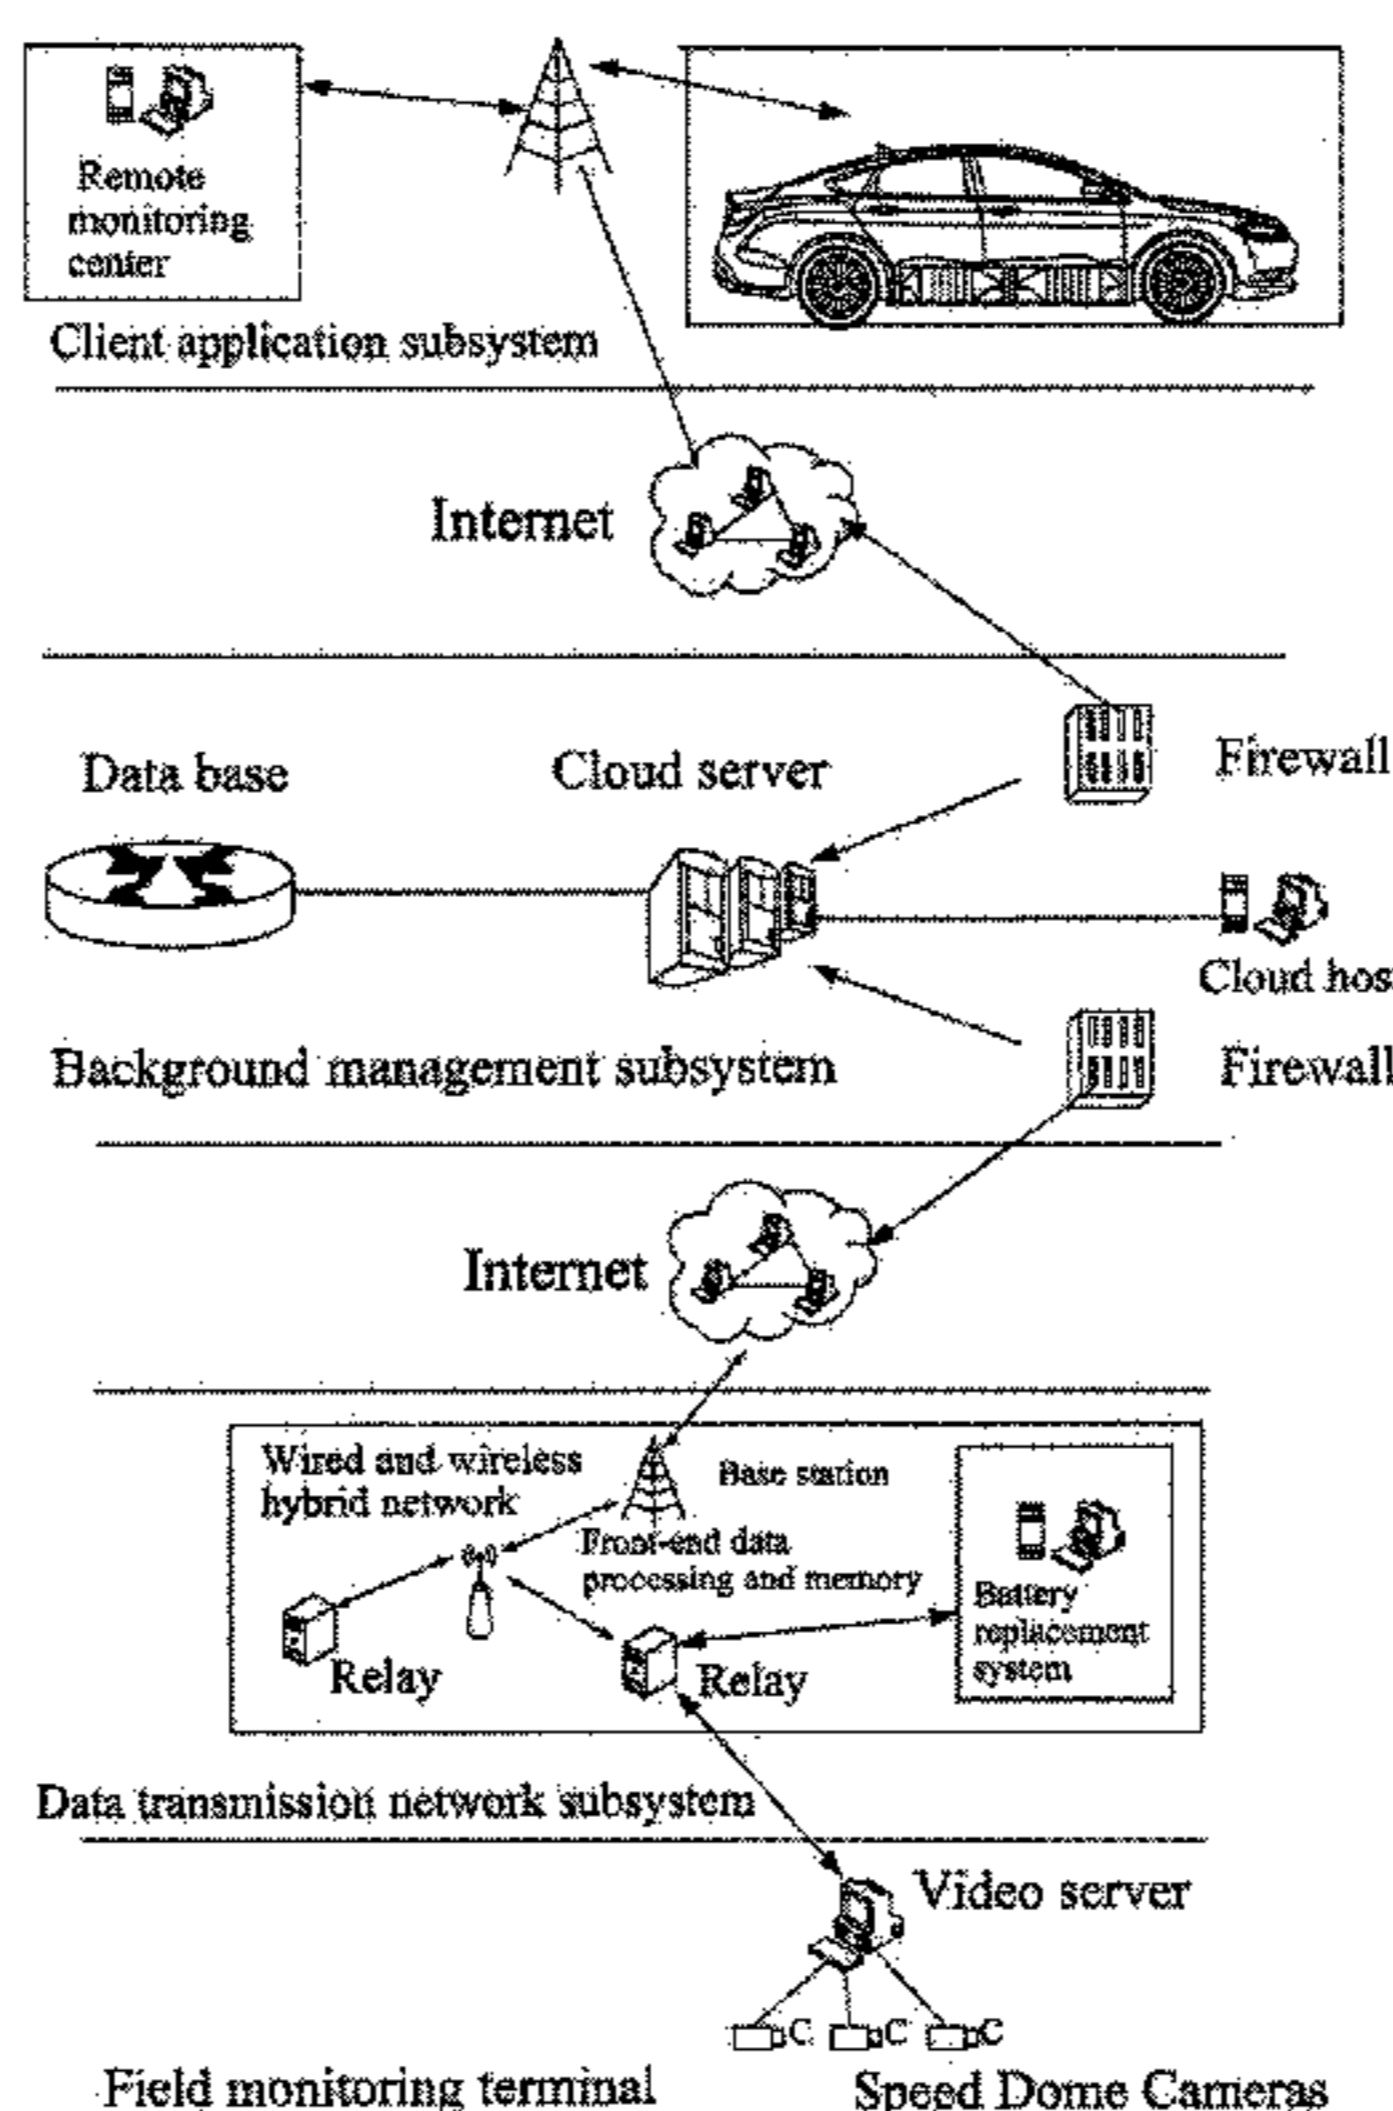 Remote
monitoring
center
Client application subsystem
Internet
Firewall
Data base
Cloud server
Cloud hos
Background management subsystem
Firewall
Internet
Wired and wireless
hybrid network
Base station
Front-end data
processing and memory
Battery
replacement
system
Relay
Relay
Data transmission network subsystem
Video server
C C C
Field monitoring terminal
Speed Dome Cameras